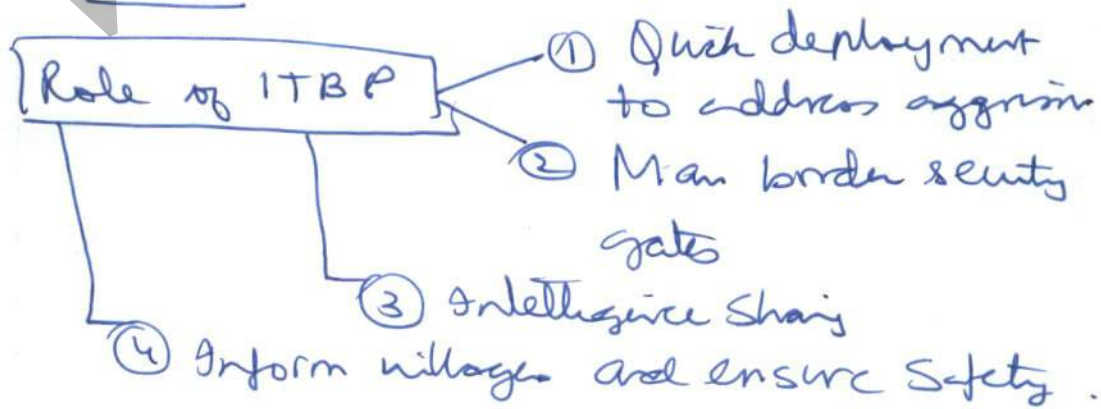 Role of ITBP
① Quick deployment
to address aggression
② Man border security
gates
③ Intelligence Sharing
④ Inform villages and ensure Safety.